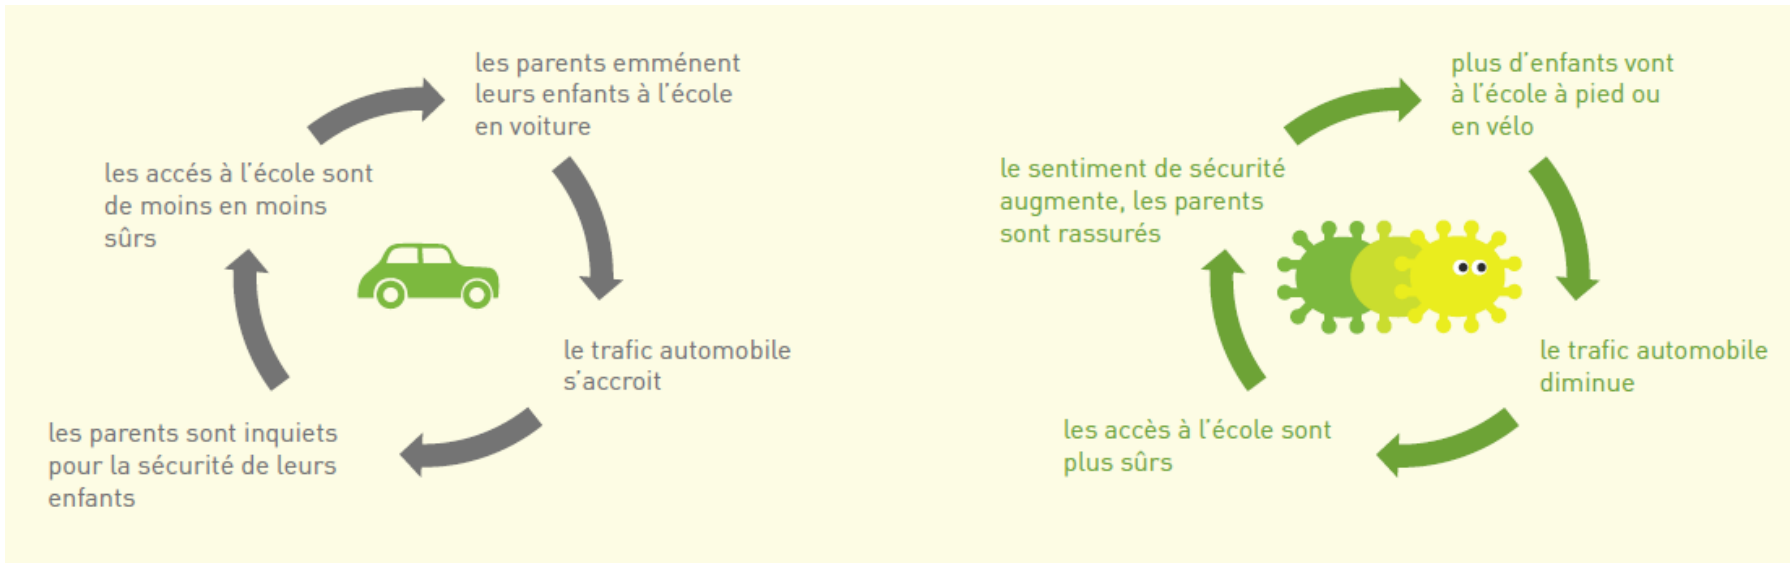 les parents emménent
leurs enfants à l'école
en voiture
le trafic automobile
s'accroit
les parents sont inquiets
pour la sécurité de leurs
enfants
les accés à l'école sont
de moins en moins
sûrs
plus d'enfants vont
à l'école à pied ou
en vélo
le trafic automobile
diminue
les accès à l'école sont
plus sûrs
le sentiment de sécurité
augmente, les parents
sont rassurés